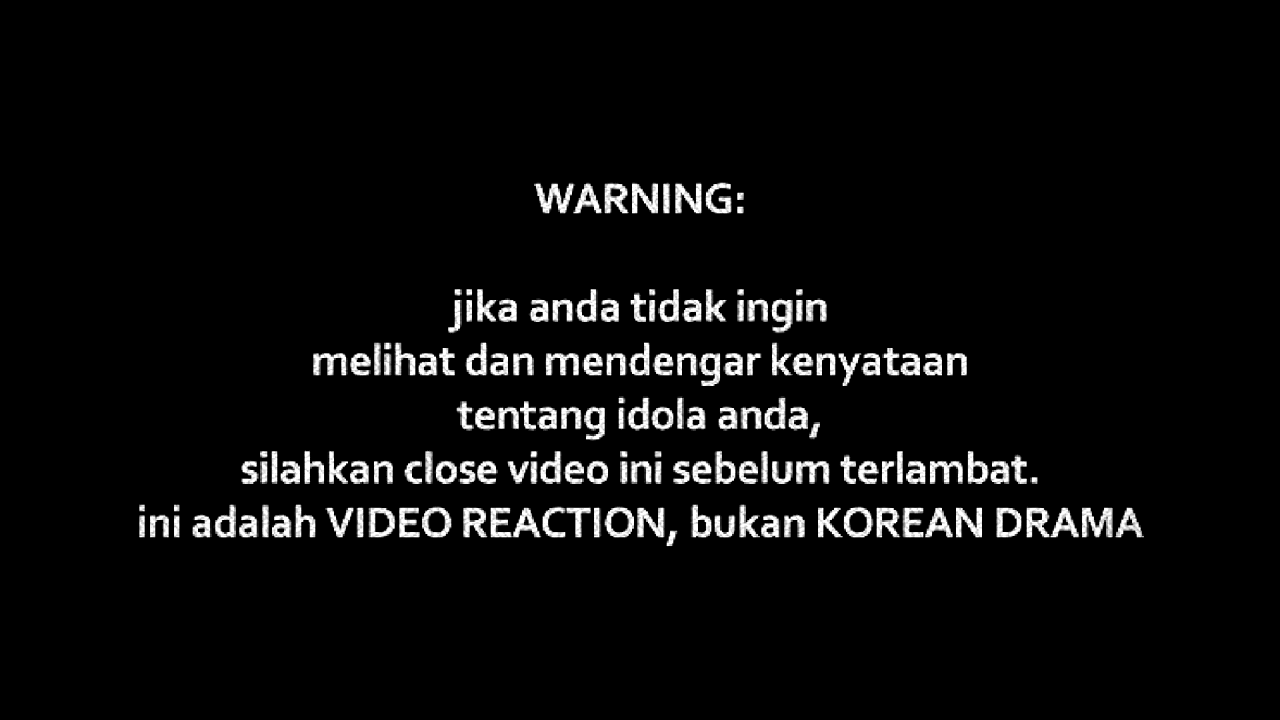 WARNING:
jika anda tidak ingin
melihat dan mendengar kenyataan
tentang idola anda,
silahkan close video ini sebelum terlambat.
ini adalah VIDEO REACTION, bukan KOREAN DRAMA